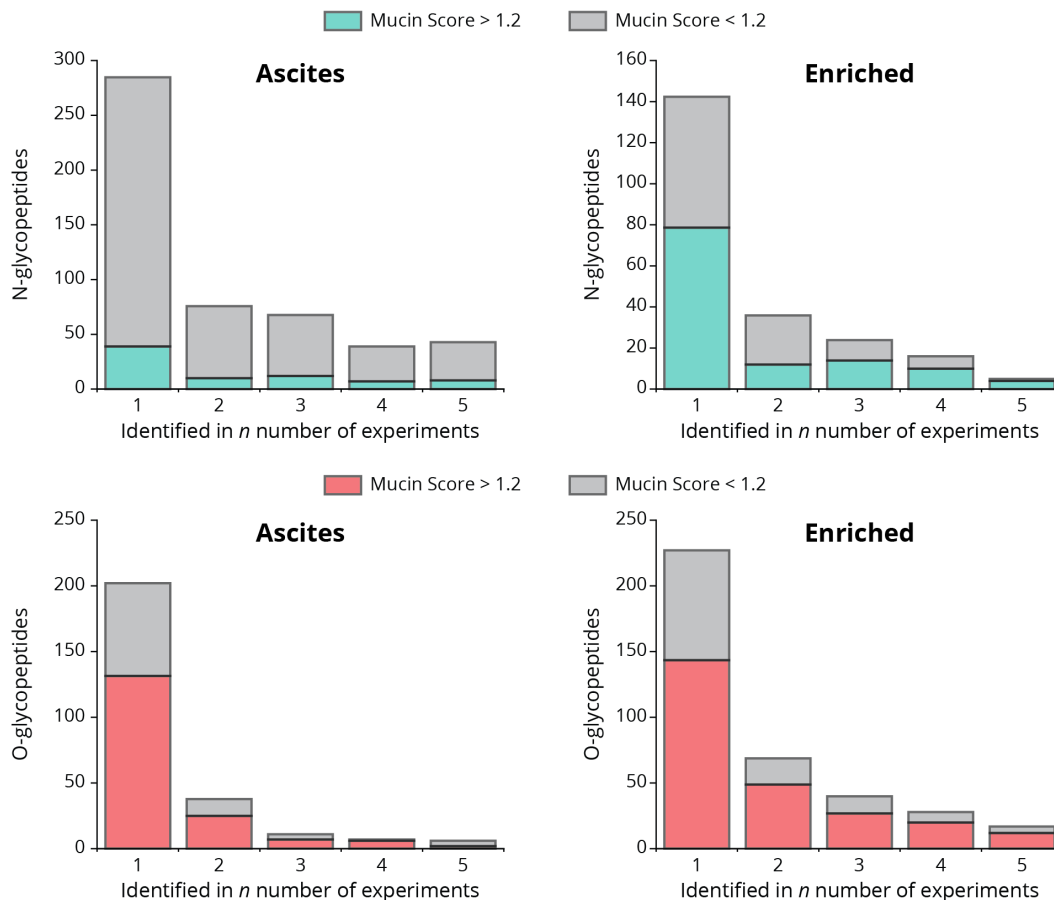 Mucin Score > 1.2 Mucin Score < 1.2
Ascites
N-glycopeptides
300
250
200
150
100
50
0
1 2 3 4 5
Identified in n number of experiments
Enriched
N-glycopeptides
160
140
120
100
80
60
40
20
0
1 2 3 4 5
Identified in n number of experiments
Mucin Score > 1.2 Mucin Score < 1.2
Ascites
O-glycopeptides
250
200
150
100
50
0
1 2 3 4 5
Identified in n number of experiments
Enriched
O-glycopeptides
250
200
150
100
50
0
1 2 3 4 5
Identified in n number of experiments